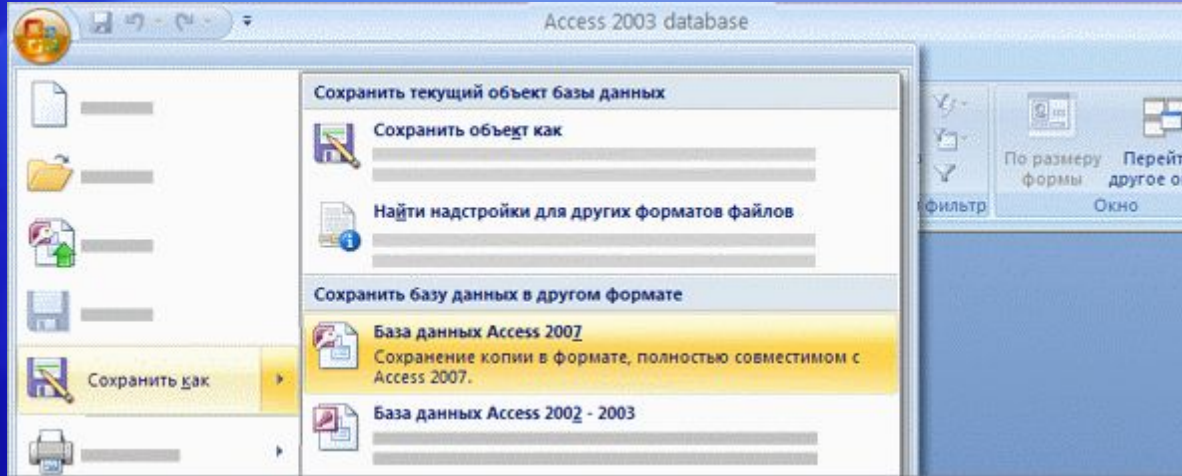 Access 2003 database
Сохранить текущий объект базы данных
Сохранить объект как
Найти надстройки для других форматов файлов
Сохранить базу данных в другом формате
База данных Access 2007
Сохранение копии в формате, полностью совместимом с
Access 2007.
База данных Access 2002 - 2003
Сохранить как
По размеру
формы
Перейт
другое о
фильтр
Окно